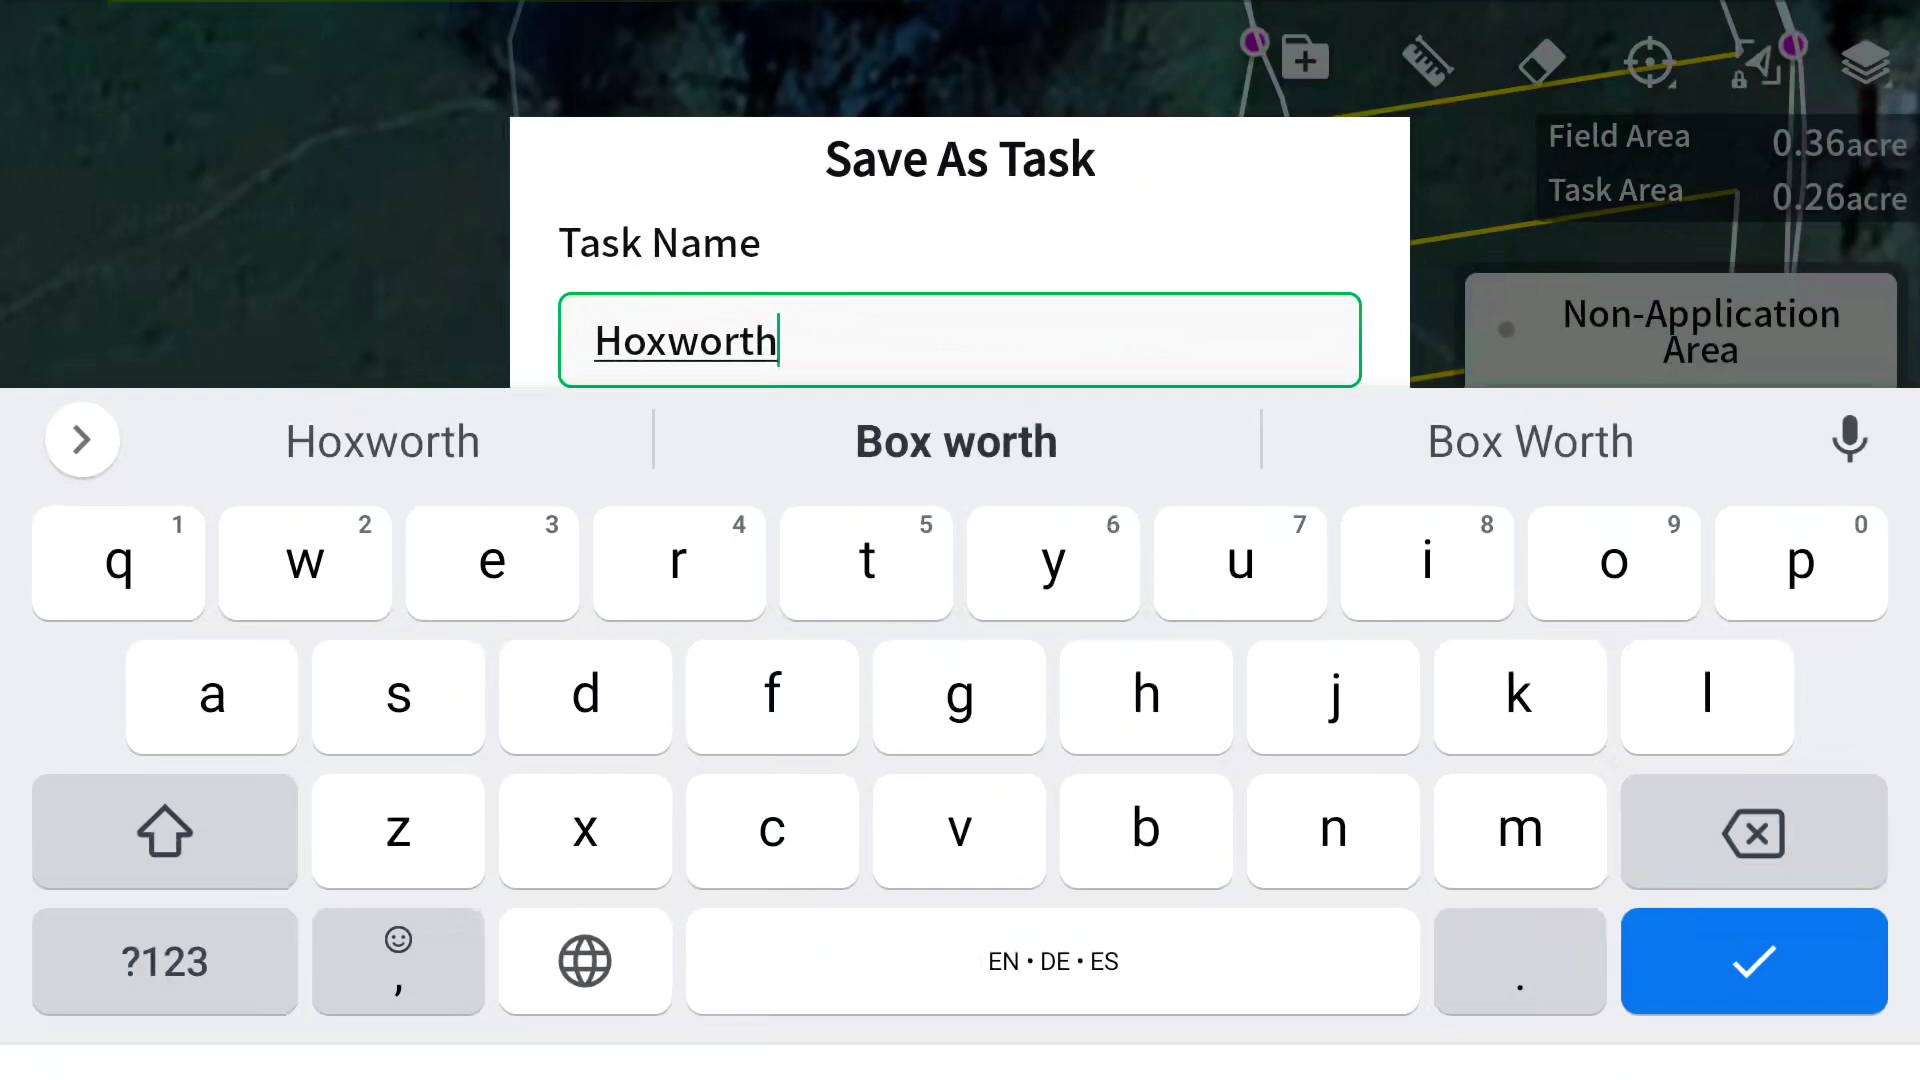 Field Area 0.36acre
Task Area 0.26acre
Save As Task
Task Name
Hoxworth
Non-Application
Area
Hoxworth Box worth Box Worth
q 1 w 2 e 3 r 4 t 5 y 6 u 7 i 8 o 9 p 0
a s d f g h j k l
z x c v b n m
?123 , EN • DE • ES .